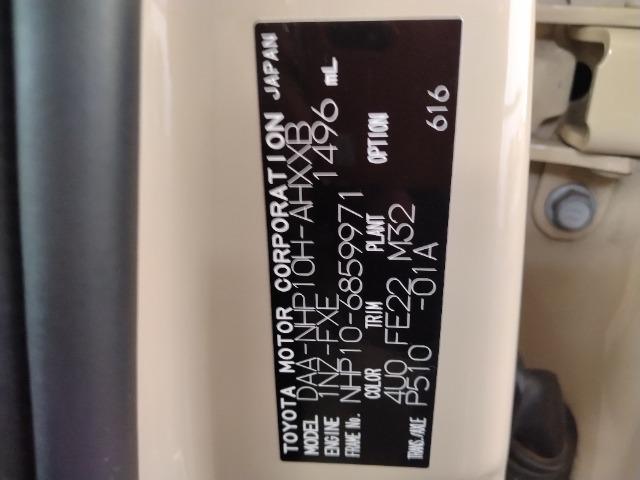 TOYOTA MOTOR CORPORATION JAPAN
MODEL DAA-NHP10H-AHXXB
ENGINE 1NZ-FXE 1496 mL
FRAME No. NHP10-6859971
COLOR TRIM PLANT OPTION
4U0 FE22 M32
TRANS./AXLE P510 -01A 616